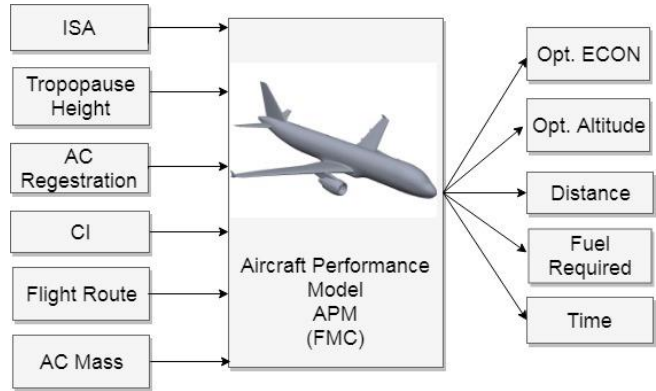 ISA
Tropopause
Height
AC
Regestration
CI
Flight Route
AC Mass
Aircraft Performance
Model
APM
(FMC)
Opt. ECON
Opt. Altitude
Distance
Fuel
Required
Time